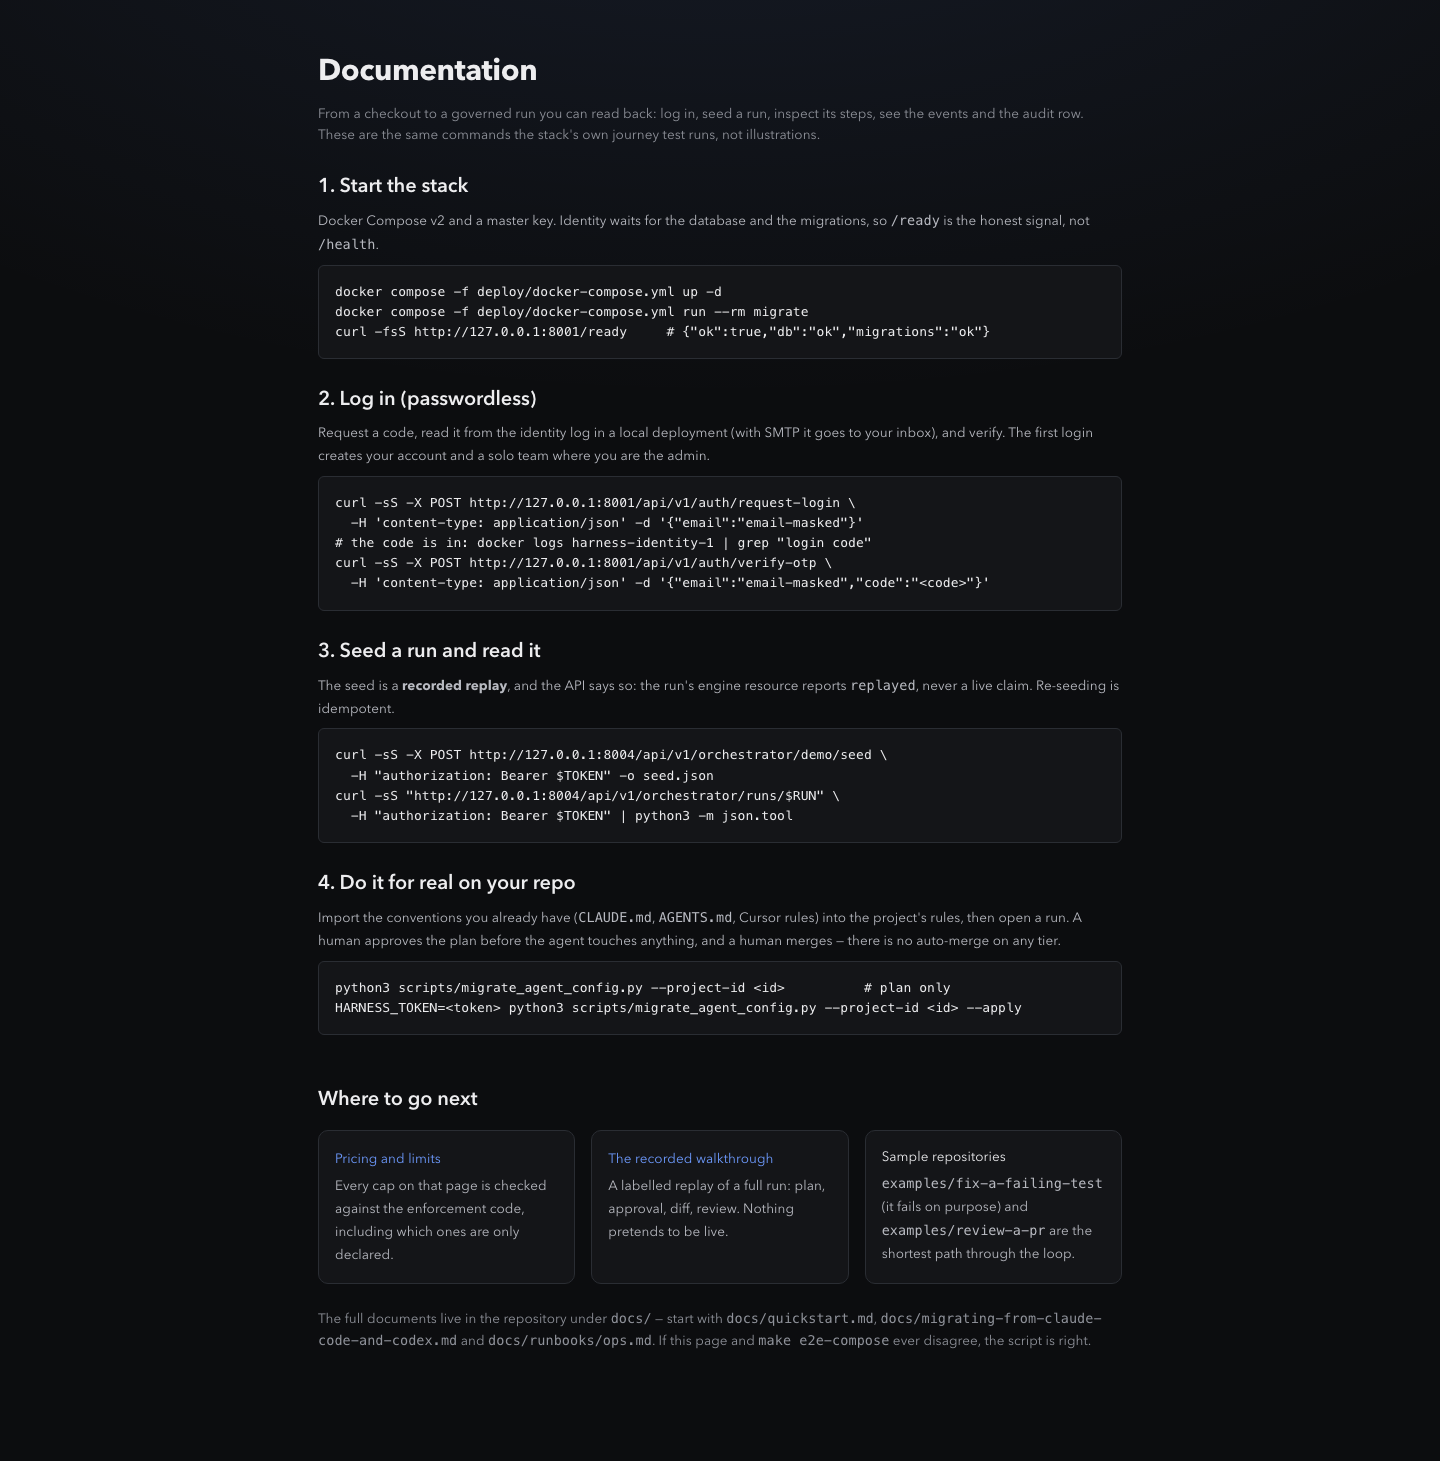 Documentation
From a checkout to a governed run you can read back: log in, seed a run, inspect its steps, see the events and the audit row.
These are the same commands the stack's own journey test runs, not illustrations.
1. Start the stack
Docker Compose v2 and a master key. Identity waits for the database and the migrations, so /ready is the honest signal, not
/health.
docker compose -f deploy/docker-compose.yml up -d
docker compose -f deploy/docker-compose.yml run --rm migrate
curl -fsS http://127.0.0.1:8001/ready     # {"ok":true,"db":"ok","migrations":"ok"}
2. Log in (passwordless)
Request a code, read it from the identity log in a local deployment (with SMTP it goes to your inbox), and verify. The first login
creates your account and a solo team where you are the admin.
curl -sS -X POST http://127.0.0.1:8001/api/v1/auth/request-login \
  -H 'content-type: application/json' -d '{"email":"email-masked"}'
# the code is in: docker logs harness-identity-1 | grep "login code"
curl -sS -X POST http://127.0.0.1:8001/api/v1/auth/verify-otp \
  -H 'content-type: application/json' -d '{"email":"email-masked","code":"<code>"}'
3. Seed a run and read it
The seed is a recorded replay, and the API says so: the run's engine resource reports replayed, never a live claim. Re-seeding is
idempotent.
curl -sS -X POST http://127.0.0.1:8004/api/v1/orchestrator/demo/seed \
  -H "authorization: Bearer $TOKEN" -o seed.json
curl -sS "http://127.0.0.1:8004/api/v1/orchestrator/runs/$RUN" \
  -H "authorization: Bearer $TOKEN" | python3 -m json.tool
4. Do it for real on your repo
Import the conventions you already have (CLAUDE.md, AGENTS.md, Cursor rules) into the project's rules, then open a run. A
human approves the plan before the agent touches anything, and a human merges — there is no auto-merge on any tier.
python3 scripts/migrate_agent_config.py --project-id <id>          # plan only
HARNESS_TOKEN=<token> python3 scripts/migrate_agent_config.py --project-id <id> --apply
Where to go next
Pricing and limits
Every cap on that page is checked
against the enforcement code,
including which ones are only
declared.
The recorded walkthrough
A labelled replay of a full run: plan,
approval, diff, review. Nothing
pretends to be live.
Sample repositories
examples/fix-a-failing-test
(it fails on purpose) and
examples/review-a-pr are the
shortest path through the loop.
The full documents live in the repository under docs/ — start with docs/quickstart.md, docs/migrating-from-claude-
code-and-codex.md and docs/runbooks/ops.md. If this page and make e2e-compose ever disagree, the script is right.